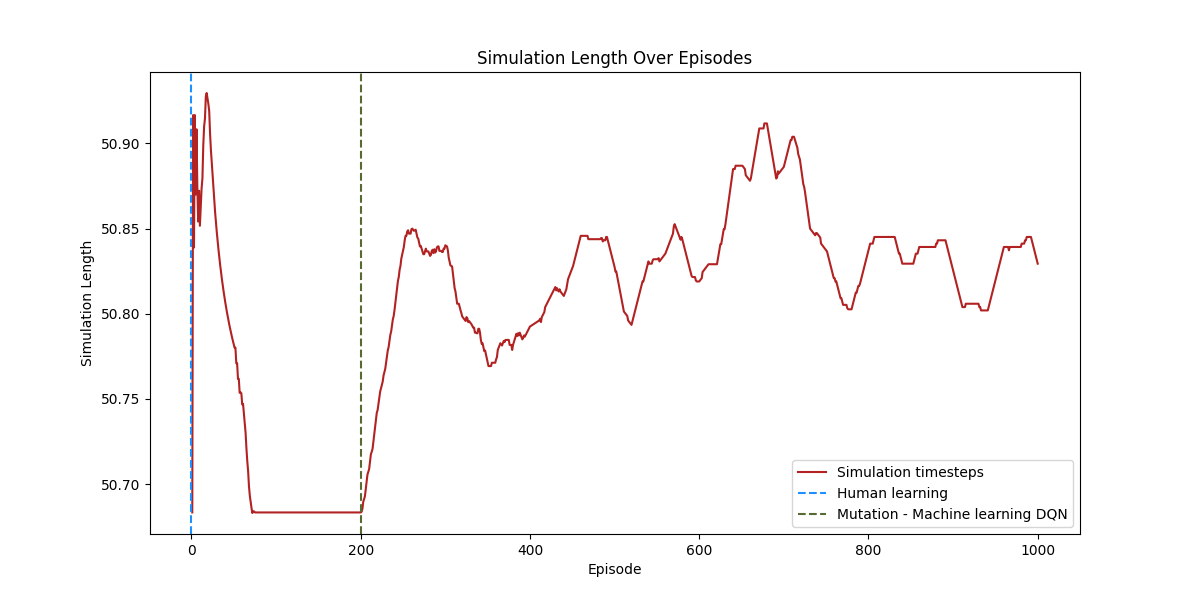 Simulation Length Over Episodes
Simulation Length
50.90
50.85
50.80
50.75
50.70
0 200 400 600 800 1000
Episode
Simulation timesteps
Human learning
Mutation - Machine learning DQN